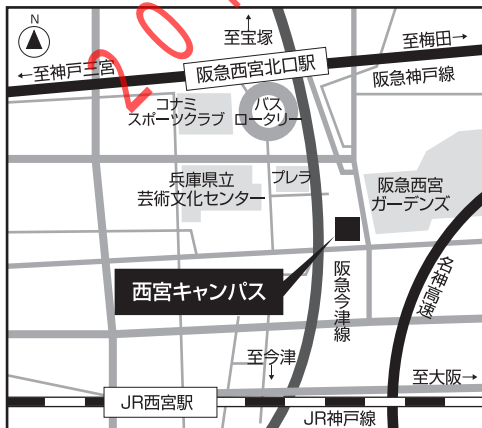 N
至宝塚
至梅田
至神戸三宮
阪急西宮北口駅
阪急神戸線
コナミ
スポーツクラブ
バス
ロータリー
兵庫県立
芸術文化センター
プレラ
阪急西宮
ガーデンズ
西宮キャンパス
阪急今津線
名神高速
至今津
至大阪
JR西宮駅
JR神戸線